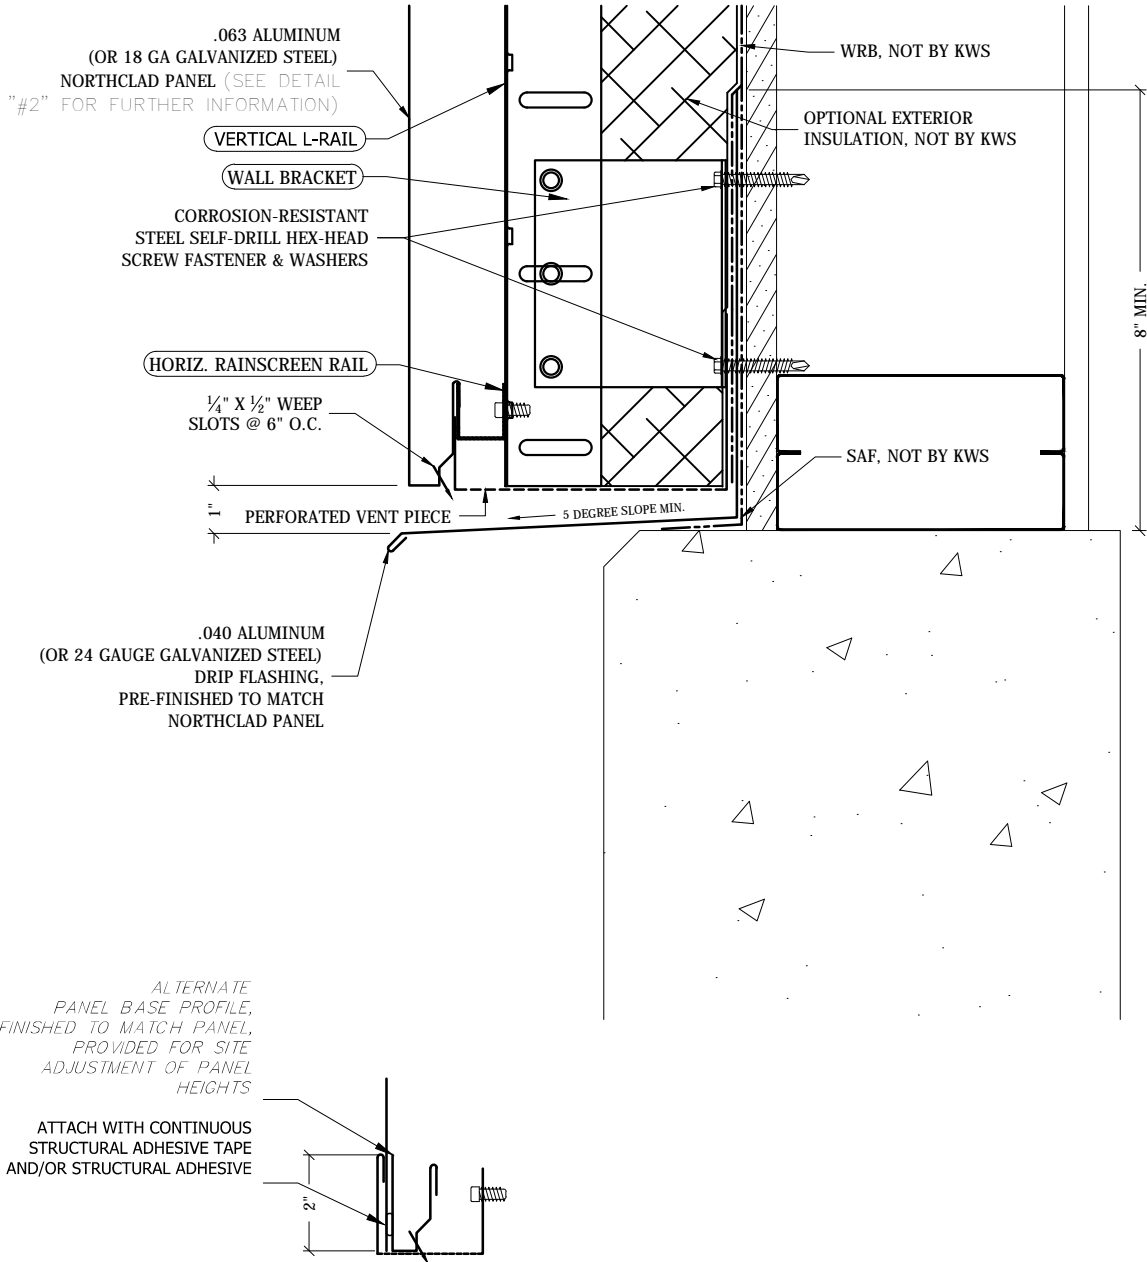 .063 ALUMINUM
(OR 18 GA GALVANIZED STEEL)
NORTHCLAD PANEL (SEE DETAIL
"#2" FOR FURTHER INFORMATION)
VERTICAL L-RAIL
WALL BRACKET
CORROSION-RESISTANT
STEEL SELF-DRILL HEX-HEAD
SCREW FASTENER & WASHERS
HORIZ. RAINSCREEN RAIL
¼" X ½" WEEP
SLOTS @ 6" O.C.
1"
PERFORATED VENT PIECE
5 DEGREE SLOPE MIN.
WRB, NOT BY KWS
OPTIONAL EXTERIOR
INSULATION, NOT BY KWS
8" MIN.
SAF, NOT BY KWS
.040 ALUMINUM
(OR 24 GAUGE GALVANIZED STEEL)
DRIP FLASHING,
PRE-FINISHED TO MATCH
NORTHCLAD PANEL
ALTERNATE
PANEL BASE PROFILE,
FINISHED TO MATCH PANEL,
PROVIDED FOR SITE
ADJUSTMENT OF PANEL
HEIGHTS
ATTACH WITH CONTINUOUS
STRUCTURAL ADHESIVE TAPE
AND/OR STRUCTURAL ADHESIVE
2"